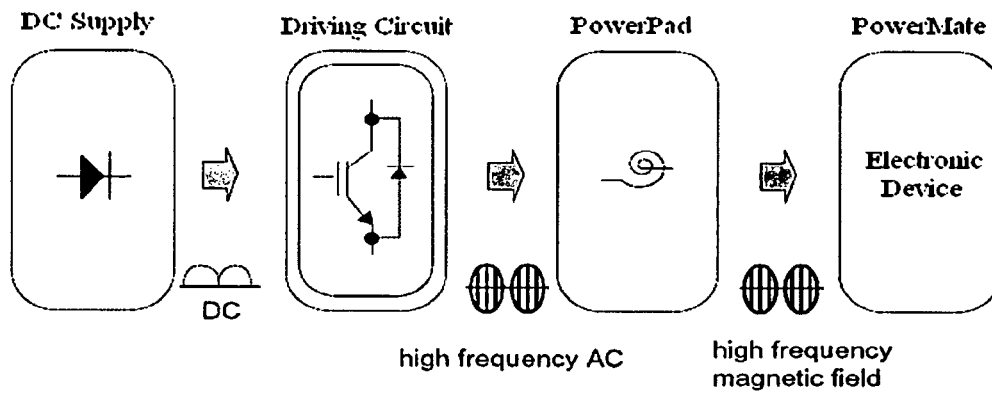 DC Supply
Driving Circuit
PowerPad
PowerMate
Electronic
Device
DC
high frequency AC
high frequency
magnetic field